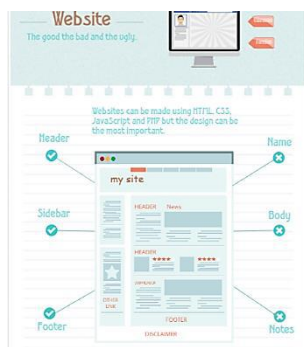 Website
The good the bad and the ugly.
Websites can be made using HTML, CSS,
JavaScript and PHP but the design can be
the most important.
Header
Name
my site
Sidebar
Body
HEADER News
HEADER
FOOTER
Footer
Notes
DISCLAIMER